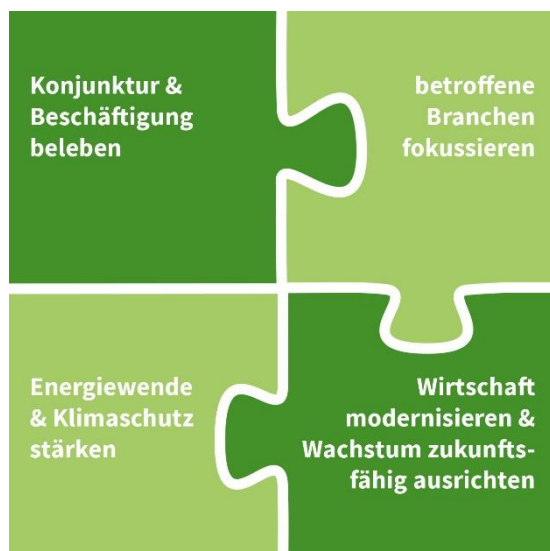 Konjunktur &
Beschäftigung
beleben
betroffene
Branchen
fokussieren
Energiewende
& Klimaschutz
stärken
Wirtschaft
modernisieren &
Wachstum zukunfts-
fähig ausrichten